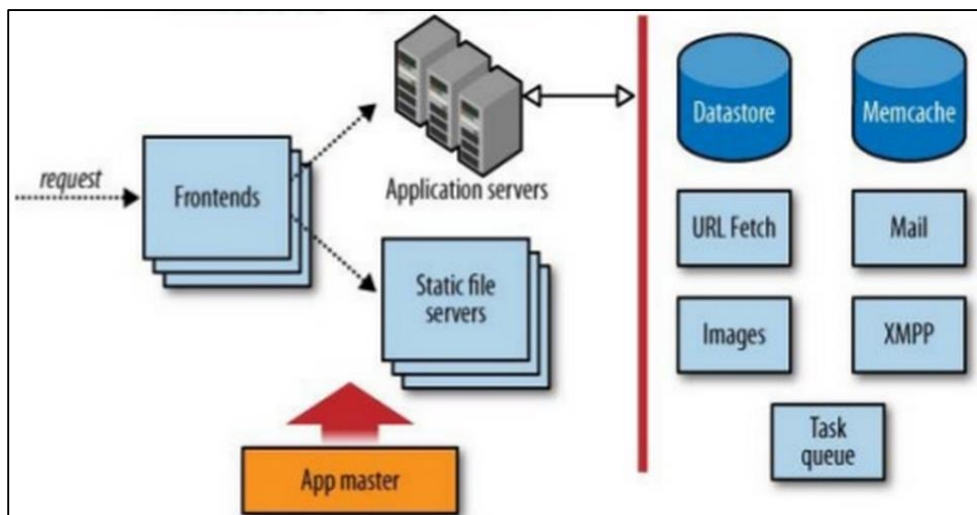 request
Frontends
Application servers
Static file
servers
App master
Datastore
Memcache
URL Fetch
Mail
Images
XMPP
Task
queue